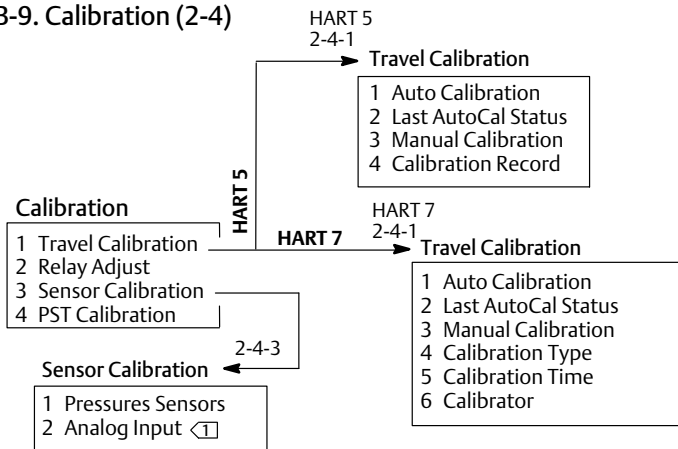 3-9. Calibration (2-4)
HART 5
2-4-1
Travel Calibration
1 Auto Calibration
2 Last AutoCal Status
3 Manual Calibration
4 Calibration Record
HART 5
Calibration
1 Travel Calibration
2 Relay Adjust
3 Sensor Calibration
4 PST Calibration
HART 7
HART 7
2-4-1
Travel Calibration
1 Auto Calibration
2 Last AutoCal Status
3 Manual Calibration
4 Calibration Type
5 Calibration Time
6 Calibrator
2-4-3
Sensor Calibration
1 Pressures Sensors
2 Analog Input 1